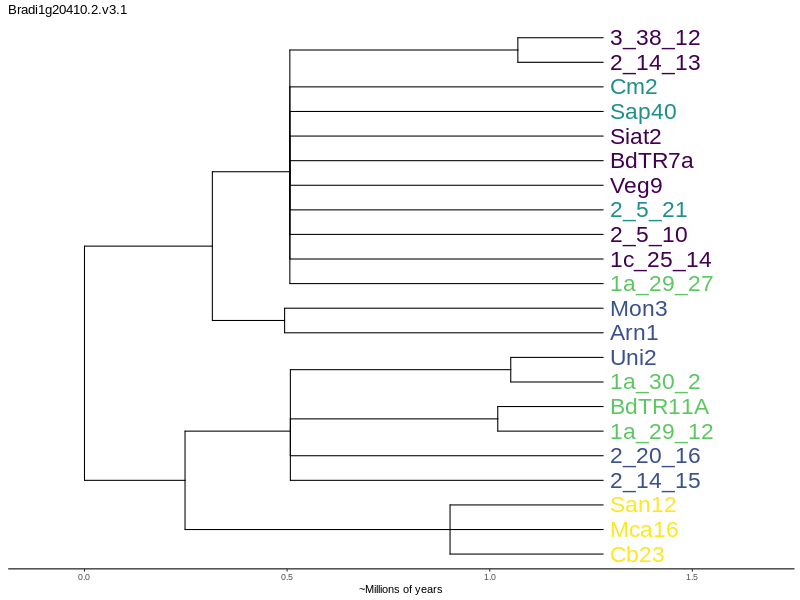 Bradi1g20410.2.v3.1
3_38_12
2_14_13
Cm2
Sap40
Siat2
BdTR7a
Veg9
2_5_21
2_5_10
1c_25_14
1a_29_27
Mon3
Arn1
Uni2
1a_30_2
BdTR11A
1a_29_12
2_20_16
2_14_15
San12
Mca16
Cb23
0.0 0.5 1.0 1.5
~Millions of years